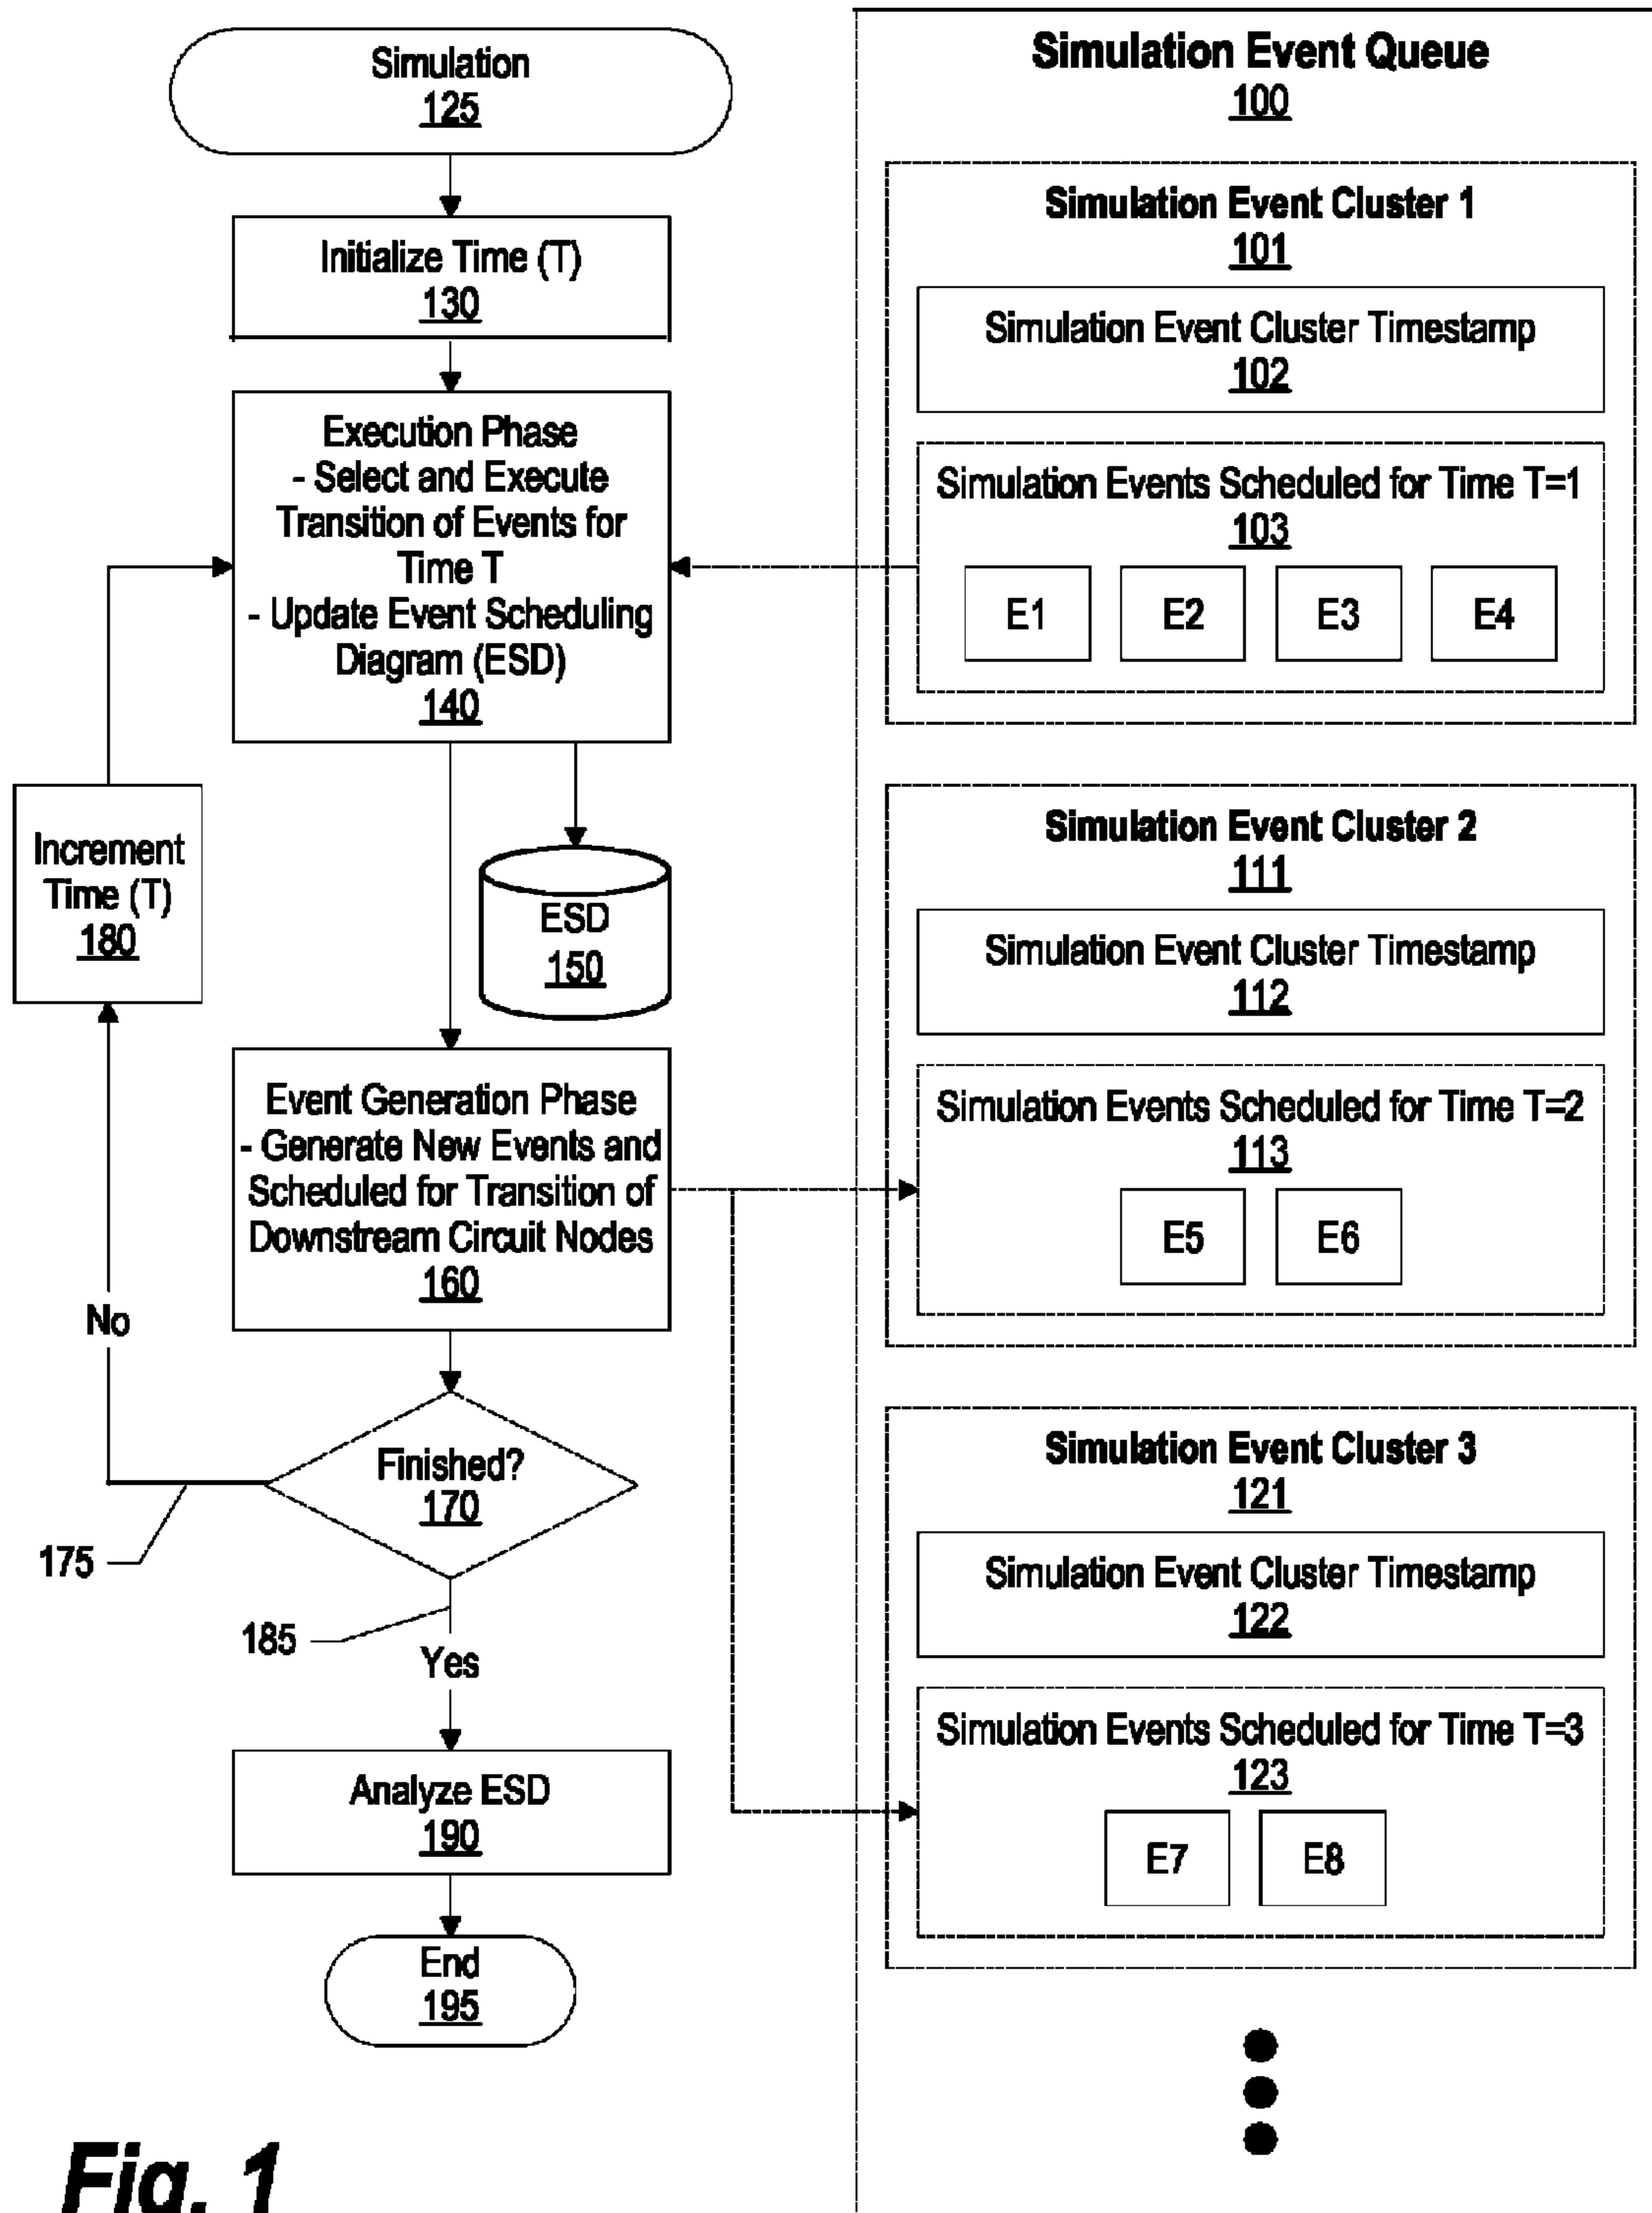 Simulation
125
Initialize Time (T)
130
Execution Phase
- Select and Execute
Transition of Events for
Time T
- Update Event Scheduling
Diagram (ESD)
140
Increment
Time (T)
180
ESD
150
Event Generation Phase
- Generate New Events and
Scheduled for Transition of
Downstream Circuit Nodes
160
No
Finished?
170
175
185
Yes
Analyze ESD
190
End
195
Simulation Event Queue
100
Simulation Event Cluster 1
101
Simulation Event Cluster Timestamp
102
Simulation Events Scheduled for Time T=1
103
E1 E2 E3 E4
Simulation Event Cluster 2
111
Simulation Event Cluster Timestamp
112
Simulation Events Scheduled for Time T=2
113
E5 E6
Simulation Event Cluster 3
121
Simulation Event Cluster Timestamp
122
Simulation Events Scheduled for Time T=3
123
E7 E8
Fig. 1